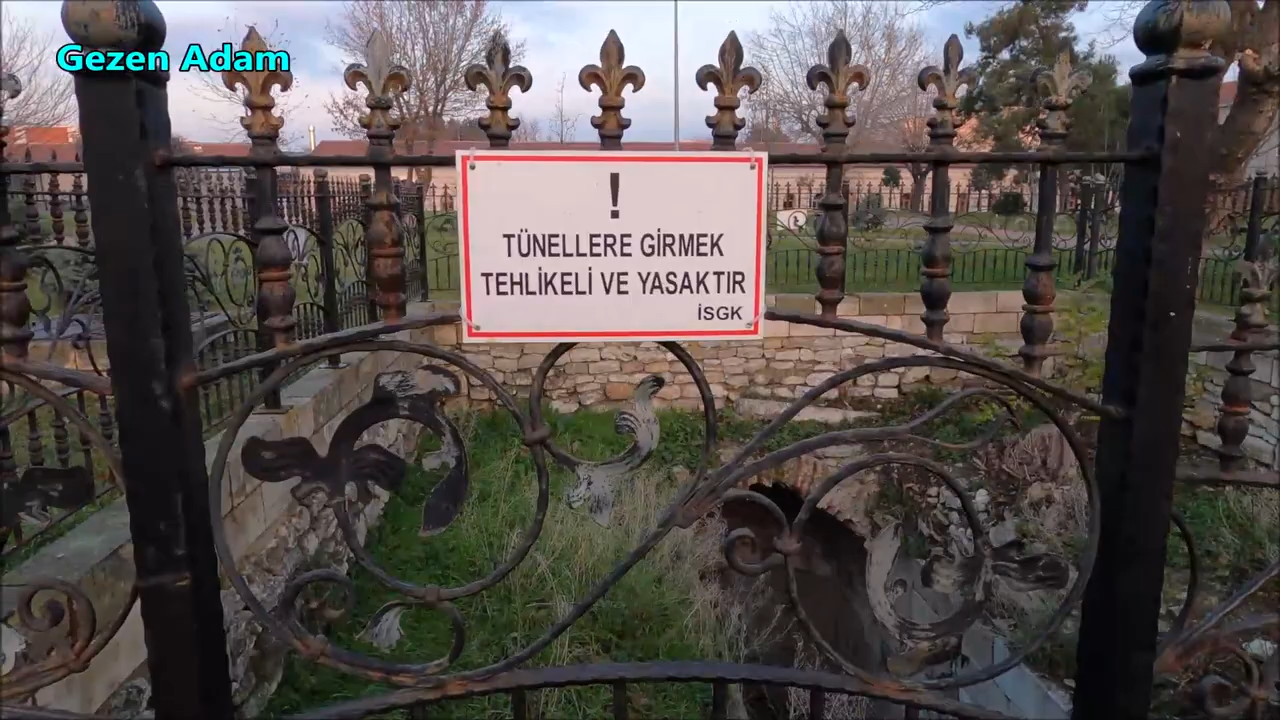 Gezen Adam
!
TÜNELLERE GİRMEK
TEHLİKELİ VE YASAKTIR
İSGK